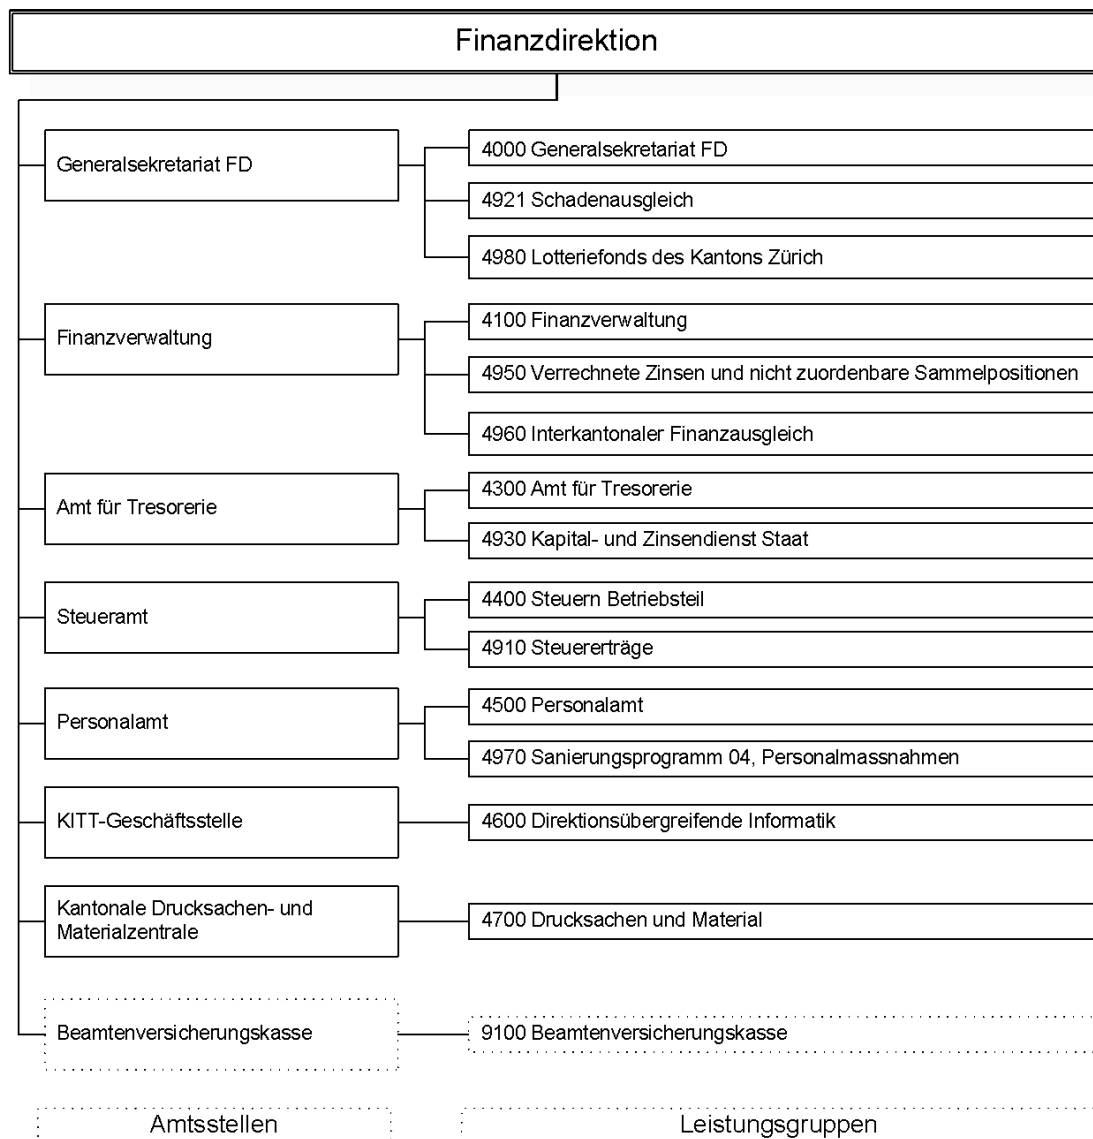 Finanzdirektion
Generalsekretariat FD
4000 Generalsekretariat FD
4921 Schadenausgleich
4980 Lotteriefonds des Kantons Zürich
Finanzverwaltung
4100 Finanzverwaltung
4950 Verrechnete Zinsen und nicht zuordenbare Sammelpositionen
4960 Interkantonaler Finanzausgleich
Amt für Tresorerie
4300 Amt für Tresorerie
4930 Kapital- und Zinsendienst Staat
Steueramt
4400 Steuern Betriebsteil
4910 Steuererträge
Personalamt
4500 Personalamt
4970 Sanierungsprogramm 04, Personalmassnahmen
KITT-Geschäftsstelle
4600 Direktionsübergreifende Informatik
Kantonale Drucksachen- und
Materialzentrale
4700 Drucksachen und Material
Beamtenversicherungskasse
9100 Beamtenversicherungskasse
Amtsstellen
Leistungsgruppen